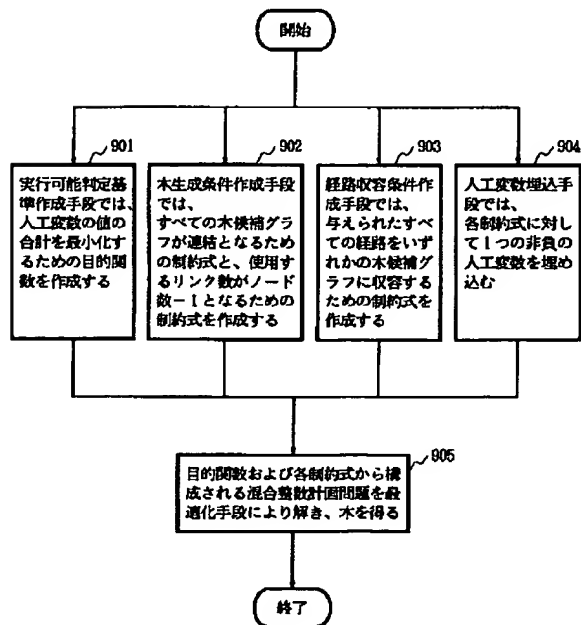 開始
901
実行可能判定基
準作成手段では、
人工変数の値の
合計を最小化す
るための目的関
数を作成する
902
木生成条件作成手段
では、
すべての木候補グラ
フが連結となるため
の制約式と、使用す
るリンク数がノード
数－1となるための
制約式を作成する
903
経路収容条件作
成手段では、
与えられたすべ
ての経路をいず
れかの木候補グ
ラフに収容する
ための制約式を
作成する
904
人工変数埋込手
段では、
各制約式に対し
て1つの非負の
人工変数を埋め
込む
905
目的関数および各制約式から構
成される混合整数計画問題を最
適化手段により解き、木を得る
終了